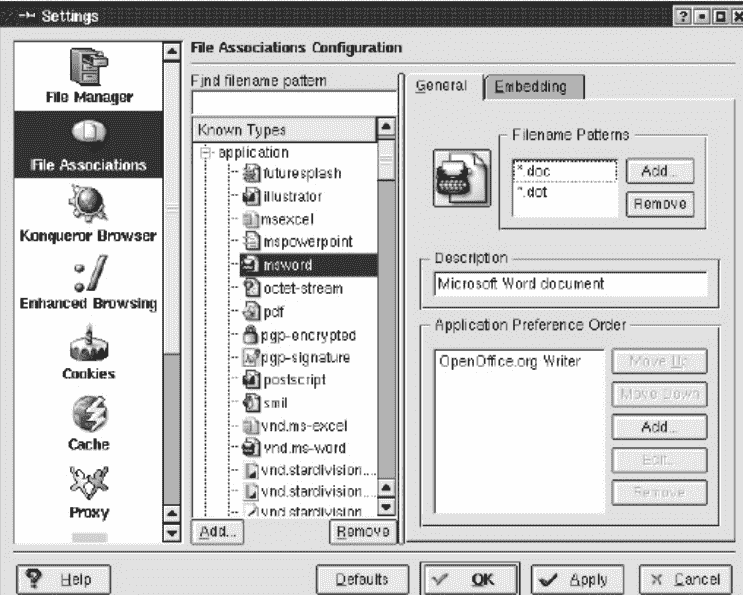 Settings
File Manager
File Associations
Konqueror Browser
Enhanced Browsing
Cookies
Cache
Proxy
File Associations Configuration
Find filename pattern
Known Types
application
futuresplash
illustrator
msexcel
mspowerpoint
msword
octet-stream
pdf
pgp-encrypted
pgp-signature
postscript
smil
vnd.ms-excel
vnd.ms-word
vnd.stardivision....
vnd.stardivision....
vnd.stardivision
Add...
Remove
General
Embedding
Filename Patterns
*.doc
*.dot
Add...
Remove
Description
Microsoft Word document
Application Preference Order
OpenOffice.org Writer
Move Up
Move Down
Add...
Edit...
Remove
Help
Defaults
OK
Apply
Cancel